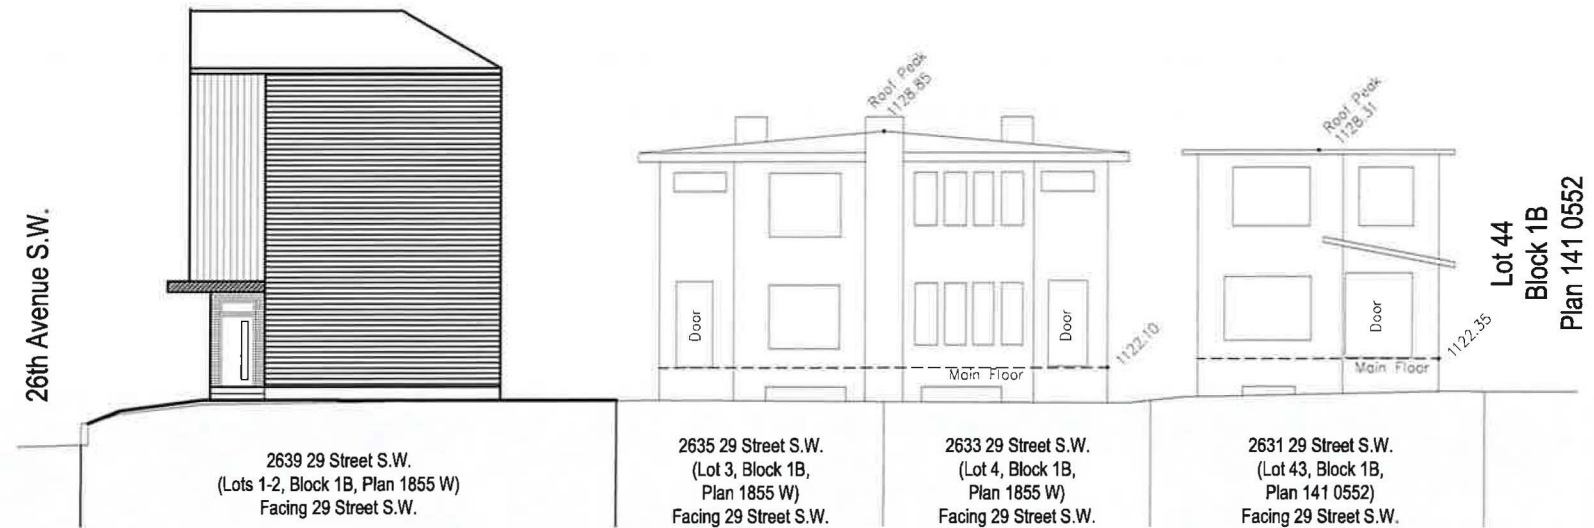 26th Avenue S.W.
2639 29 Street S.W.
(Lots 1-2, Block 1B, Plan 1855 W)
Facing 29 Street S.W.
Roof Peak
1128.85
Door
Door
Main Floor
1122.10
2635 29 Street S.W.
(Lot 3, Block 1B,
Plan 1855 W)
Facing 29 Street S.W.
2633 29 Street S.W.
(Lot 4, Block 1B,
Plan 1855 W)
Facing 29 Street S.W.
Roof Peak
1128.31
Door
Main Floor
1122.35
2631 29 Street S.W.
(Lot 43, Block 1B,
Plan 141 0552)
Facing 29 Street S.W.
Lot 44
Block 1B
Plan 141 0552